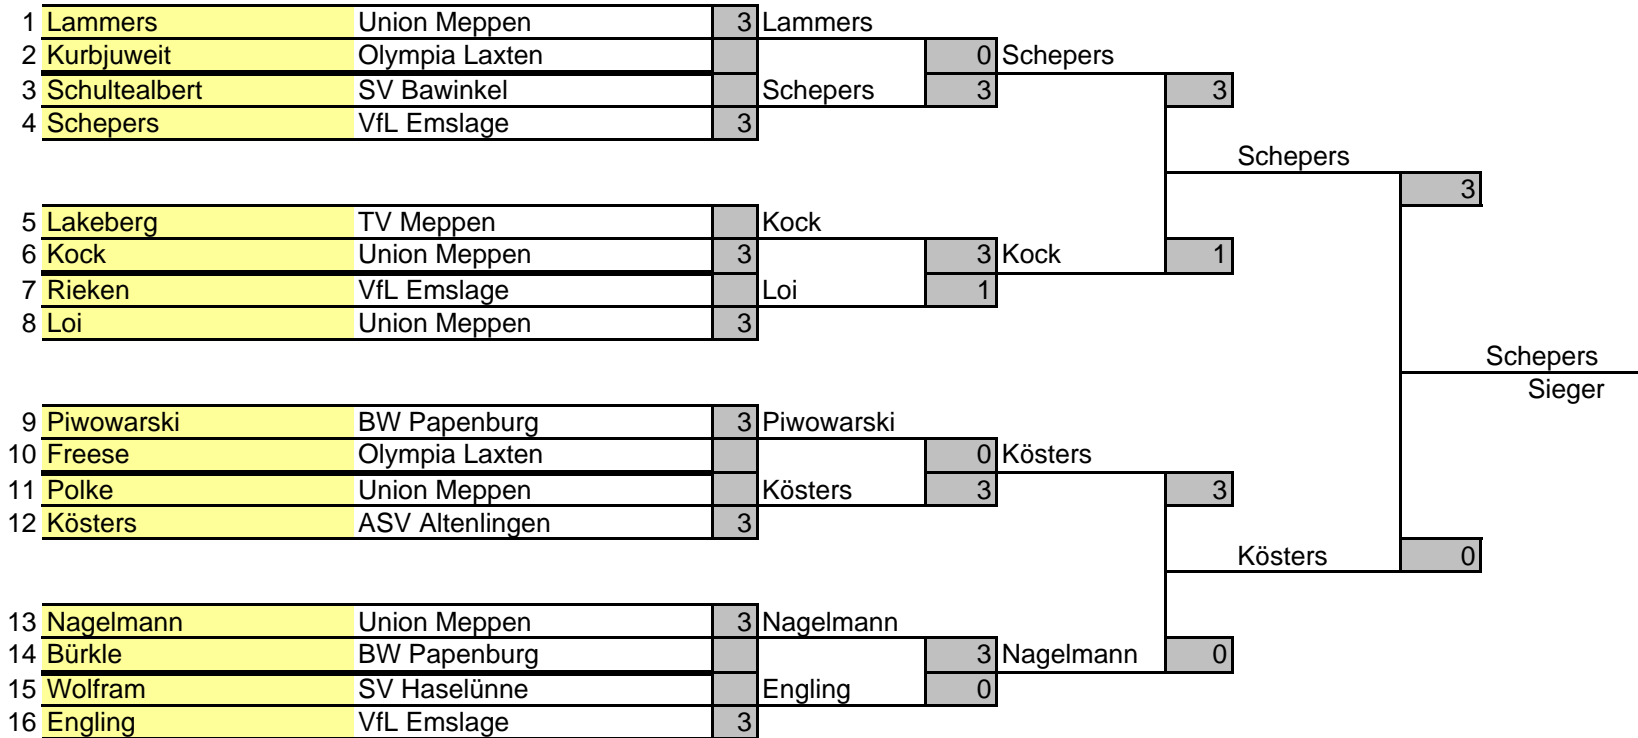 1 Lammers Union Meppen 3 Lammers
2 Kurbjuweit Olympia Laxten 0 Schepers
3 Schultealbert SV Bawinkel Schepers 3 3
4 Schepers VfL Emslage 3
Schepers
3
5 Lakeberg TV Meppen Kock
6 Kock Union Meppen 3 3 Kock 1
7 Rieken VfL Emslage Loi 1
8 Loi Union Meppen 3
Schepers
Sieger
9 Piwowarski BW Papenburg 3 Piwowarski
10 Freese Olympia Laxten 0 Kösters
11 Polke Union Meppen Kösters 3 3
12 Kösters ASV Altenlingen 3
Kösters 0
13 Nagelmann Union Meppen 3 Nagelmann
14 Bürkle BW Papenburg 3 Nagelmann 0
15 Wolfram SV Haselünne Engling 0
16 Engling VfL Emslage 3